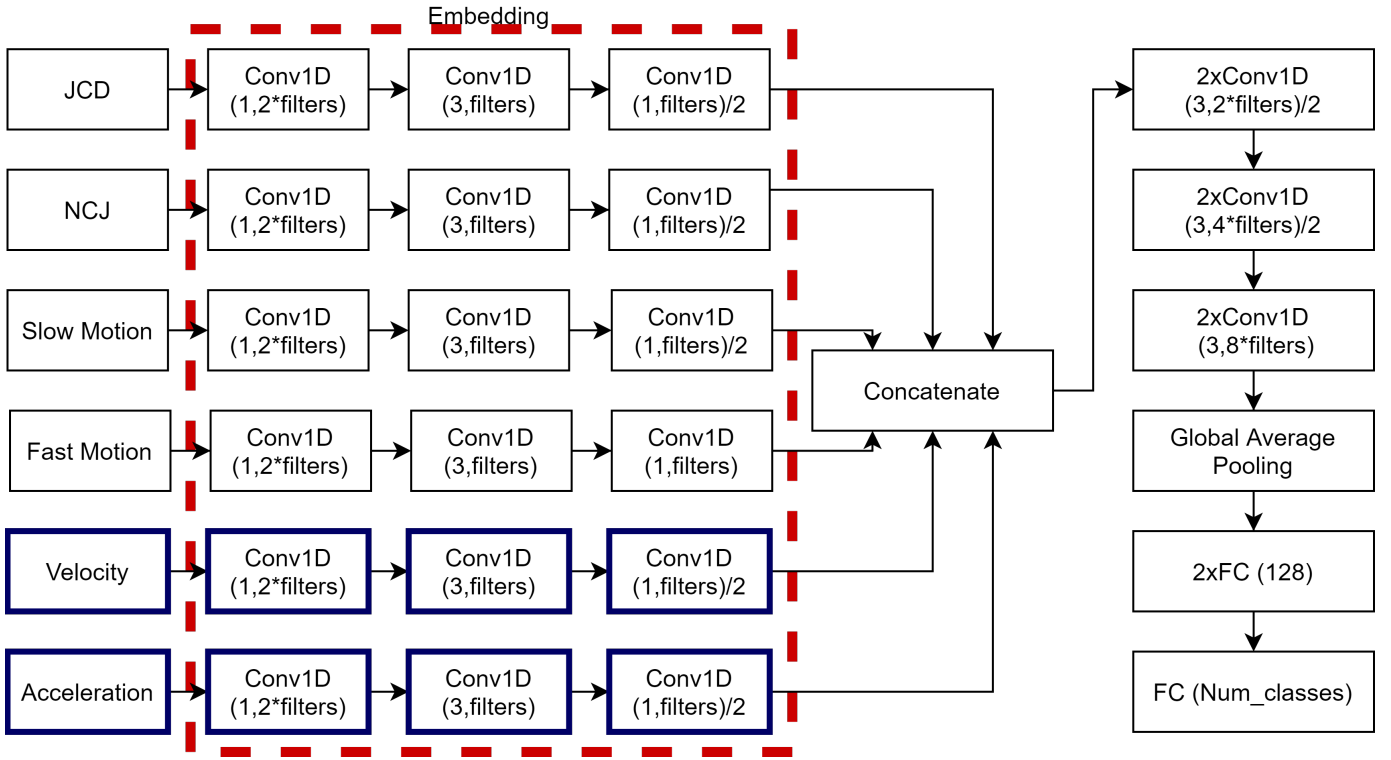 Embedding
JCD
Conv1D
(1,2*filters)
Conv1D
(3,filters)
Conv1D
(1,filters)/2
NCJ
Conv1D
(1,2*filters)
Conv1D
(3,filters)
Conv1D
(1,filters)/2
Slow Motion
Conv1D
(1,2*filters)
Conv1D
(3,filters)
Conv1D
(1,filters)/2
Fast Motion
Conv1D
(1,2*filters)
Conv1D
(3,filters)
Conv1D
(1,filters)
Velocity
Conv1D
(1,2*filters)
Conv1D
(3,filters)
Conv1D
(1,filters)/2
Acceleration
Conv1D
(1,2*filters)
Conv1D
(3,filters)
Conv1D
(1,filters)/2
Concatenate
2xConv1D
(3,2*filters)/2
2xConv1D
(3,4*filters)/2
2xConv1D
(3,8*filters)
Global Average
Pooling
2xFC (128)
FC (Num_classes)